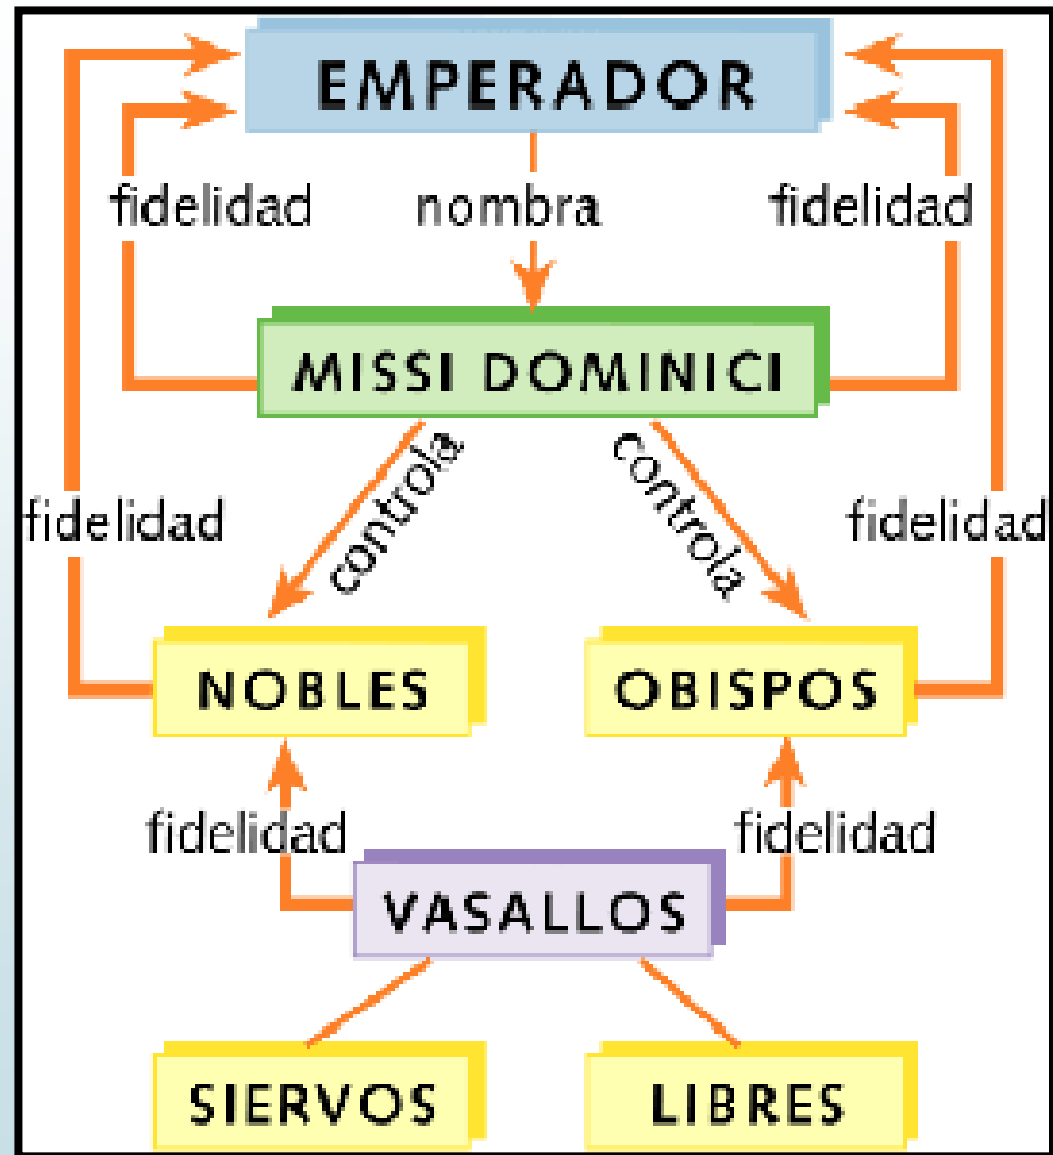 EMPERADOR
fidelidad nombra fidelidad
MISSI DOMINICI
controla controla
fidelidad fidelidad
NOBLES OBISPOS
fidelidad fidelidad
VASALLOS
SIERVOS LIBRES